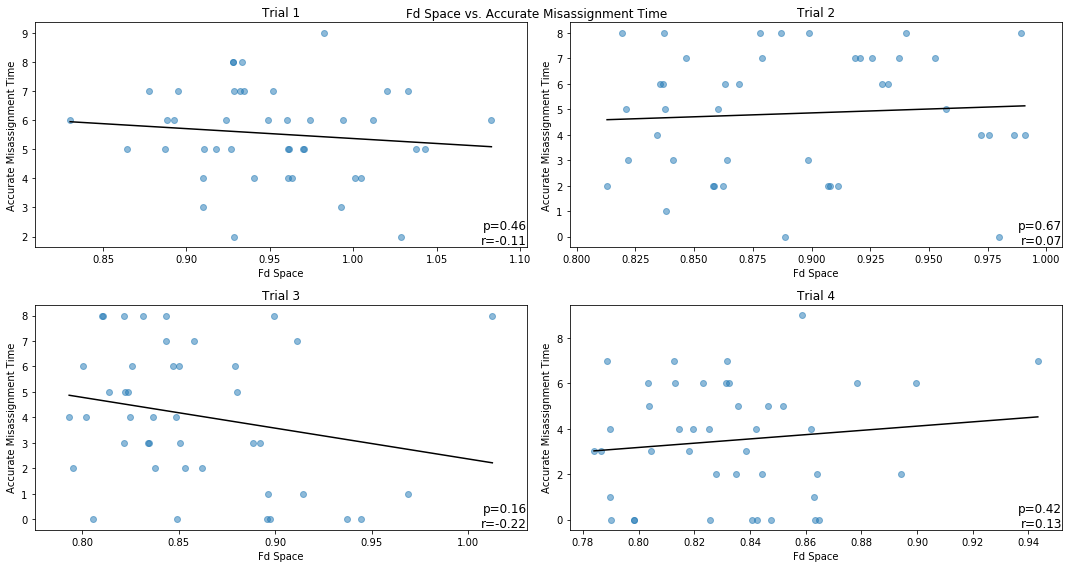 Fd Space vs. Accurate Misassignment Time
Trial 1
Accurate Misassignment Time
9
8
7
6
5
4
3
2
p=0.46
r=-0.11
0.85 0.90 0.95 1.00 1.05 1.10
Fd Space
Trial 2
Accurate Misassignment Time
8
7
6
5
4
3
2
1
0
p=0.67
r=0.07
0.800 0.825 0.850 0.875 0.900 0.925 0.950 0.975 1.000
Fd Space
Trial 3
Accurate Misassignment Time
8
7
6
5
4
3
2
1
0
p=0.16
r=-0.22
0.80 0.85 0.90 0.95 1.00
Fd Space
Trial 4
Accurate Misassignment Time
8
6
4
2
0
p=0.42
r=0.13
0.78 0.80 0.82 0.84 0.86 0.88 0.90 0.92 0.94
Fd Space